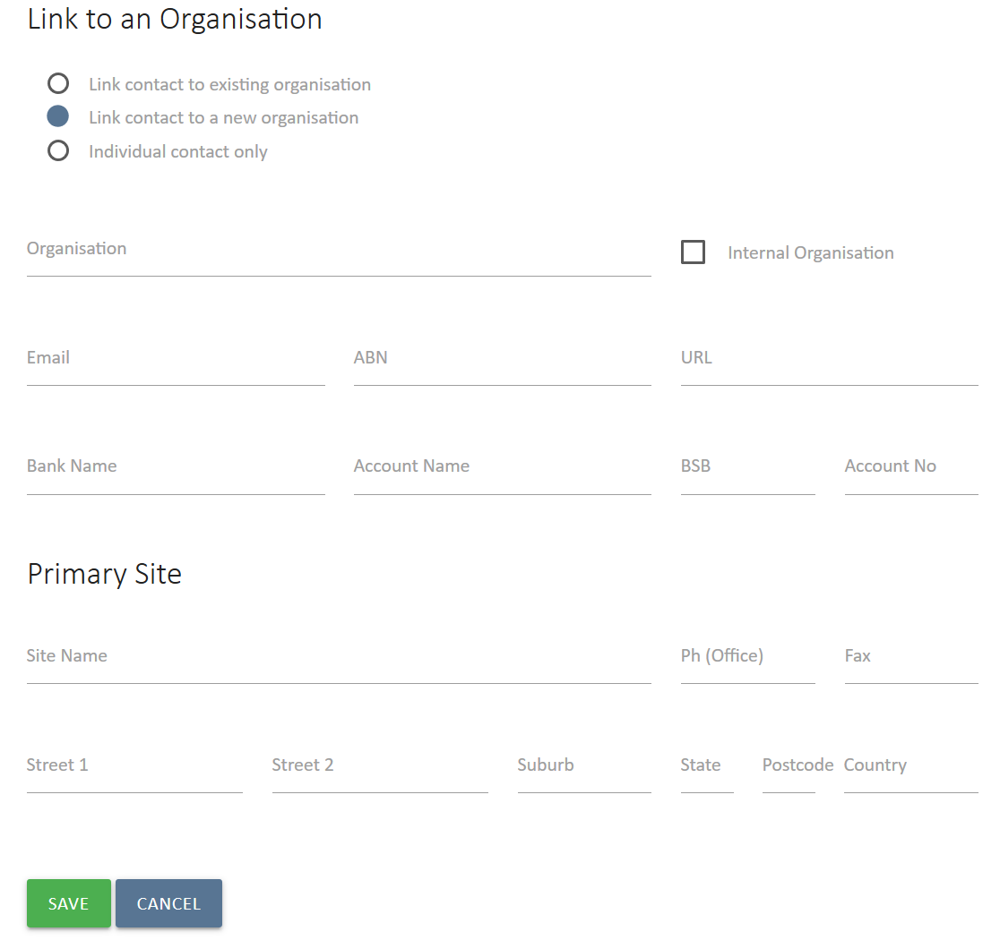 Link to an Organisation
Link contact to existing organisation
Link contact to a new organisation
Individual contact only
Organisation
Internal Organisation
Email
ABN
URL
Bank Name
Account Name
BSB
Account No
Primary Site
Site Name
Ph (Office)
Fax
Street 1
Street 2
Suburb
State
Postcode
Country
SAVE
CANCEL